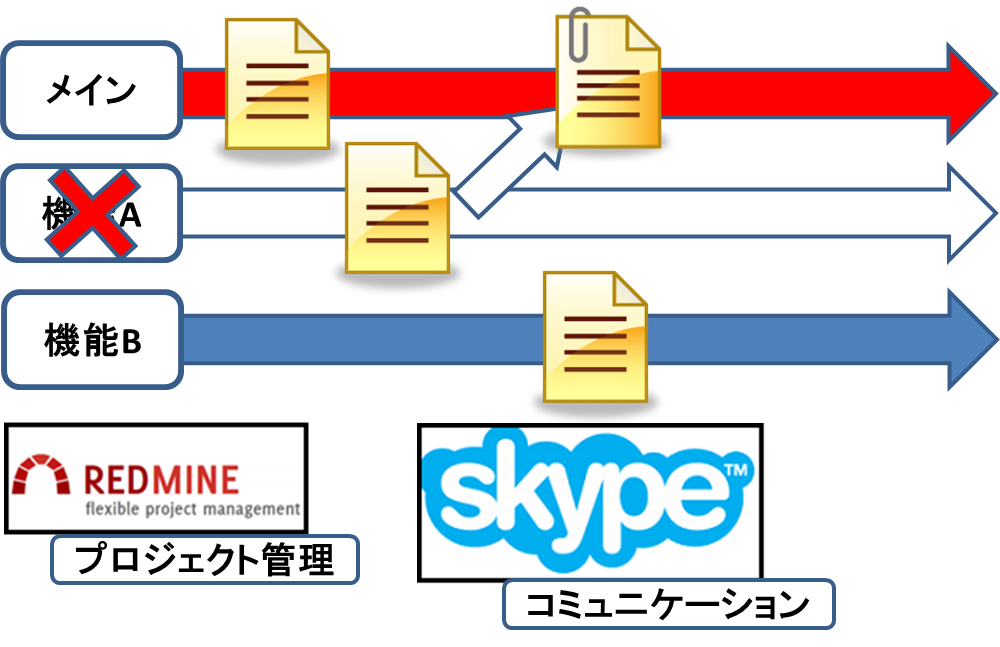 メイン
機 A
機能B
REDMINE
flexible project management
プロジェクト管理
skype™
コミュニケーション